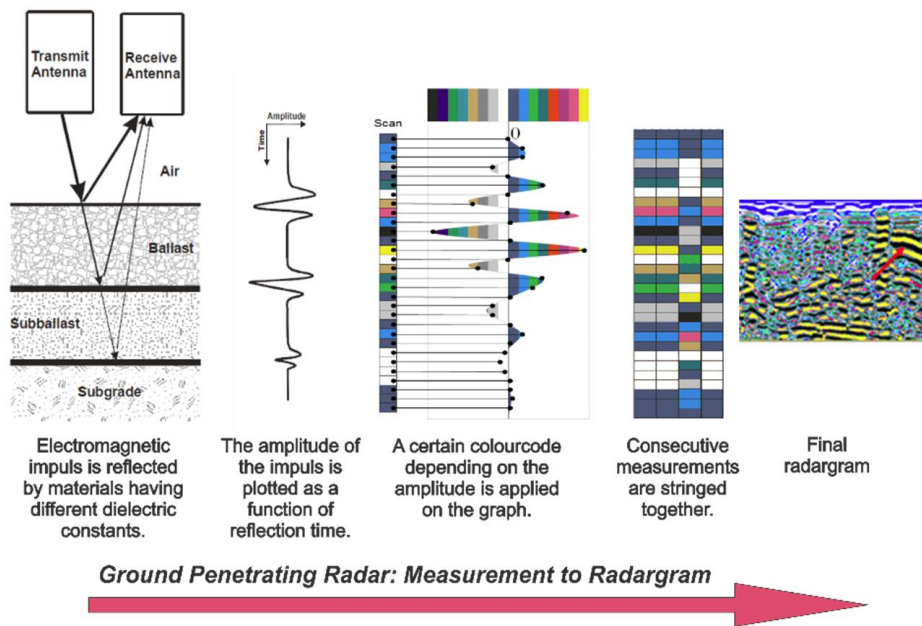 Transmit
Antenna
Receive
Antenna
Air
Ballast
Subballast
Subgrade
Amplitude
Time
Scan
0
Electromagnetic
impuls is reflected
by materials having
different dielectric
constants.
The amplitude of
the impuls is
plotted as a
function of
reflection time.
A certain colourcode
depending on the
amplitude is applied
on the graph.
Consecutive
measurements
are stringed
together.
Final
radargram
Ground Penetrating Radar: Measurement to Radargram